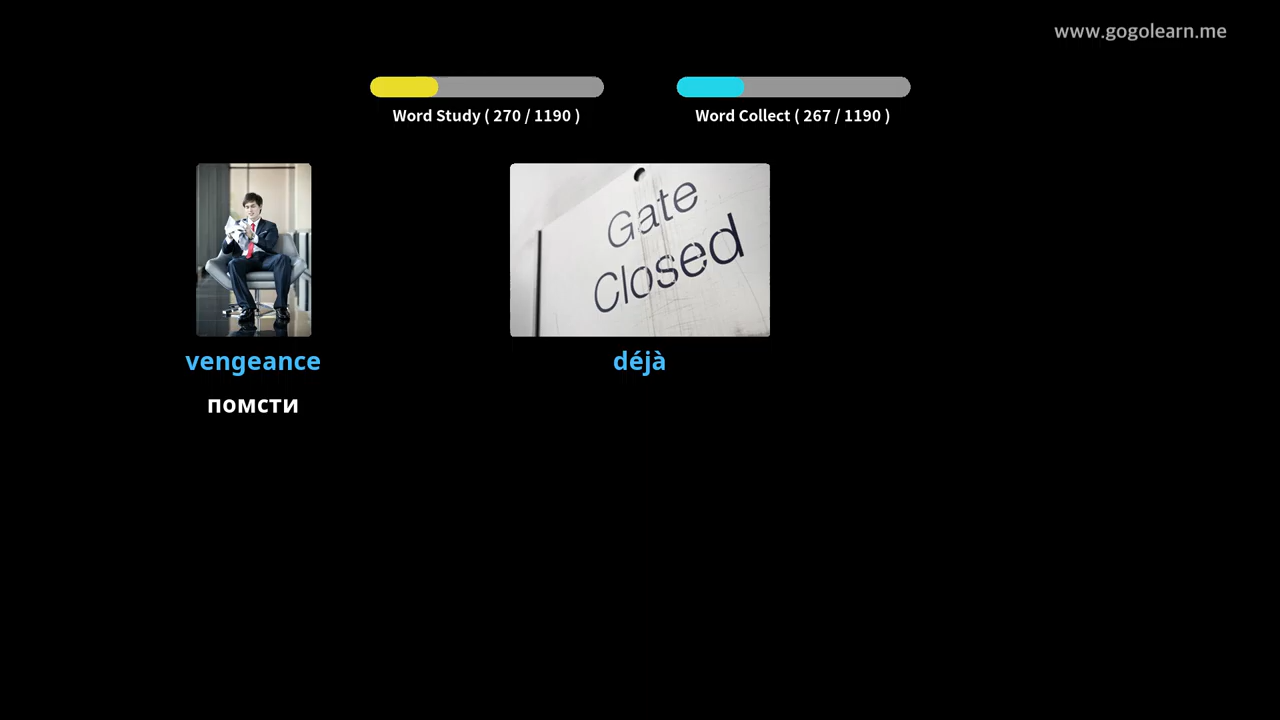 www.gogolearn.me
Word Study ( 270 / 1190 )
Word Collect ( 267 / 1190 )
Gate
Closed
vengeance
déjà
помсти